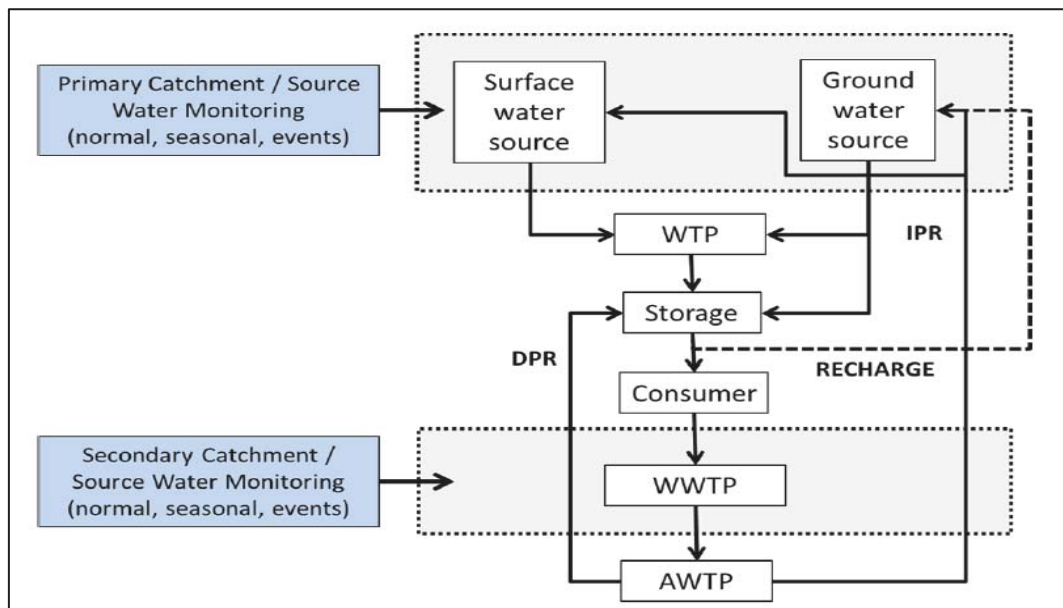 Primary Catchment / Source
Water Monitoring
(normal, seasonal, events)
Surface
water
source
Ground
water
source
WTP
IPR
Storage
DPR
RECHARGE
Consumer
Secondary Catchment /
Source Water Monitoring
(normal, seasonal, events)
WWTP
AWTP